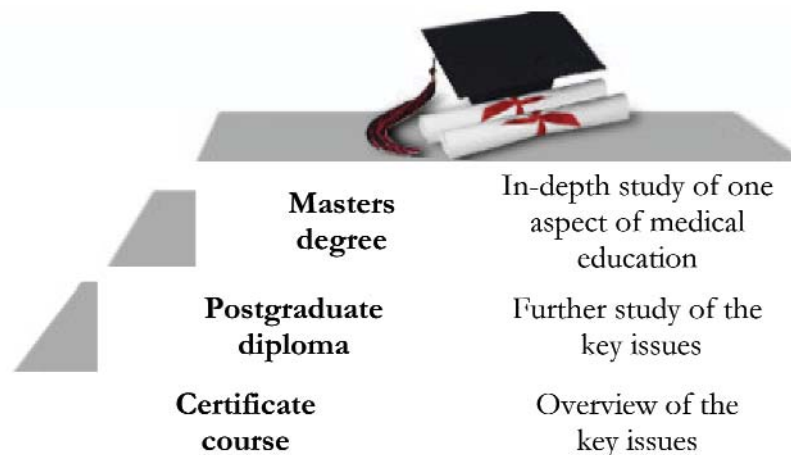 Masters
degree
In-depth study of one
aspect of medical
education
Postgraduate
diploma
Further study of the
key issues
Certificate
course
Overview of the
key issues